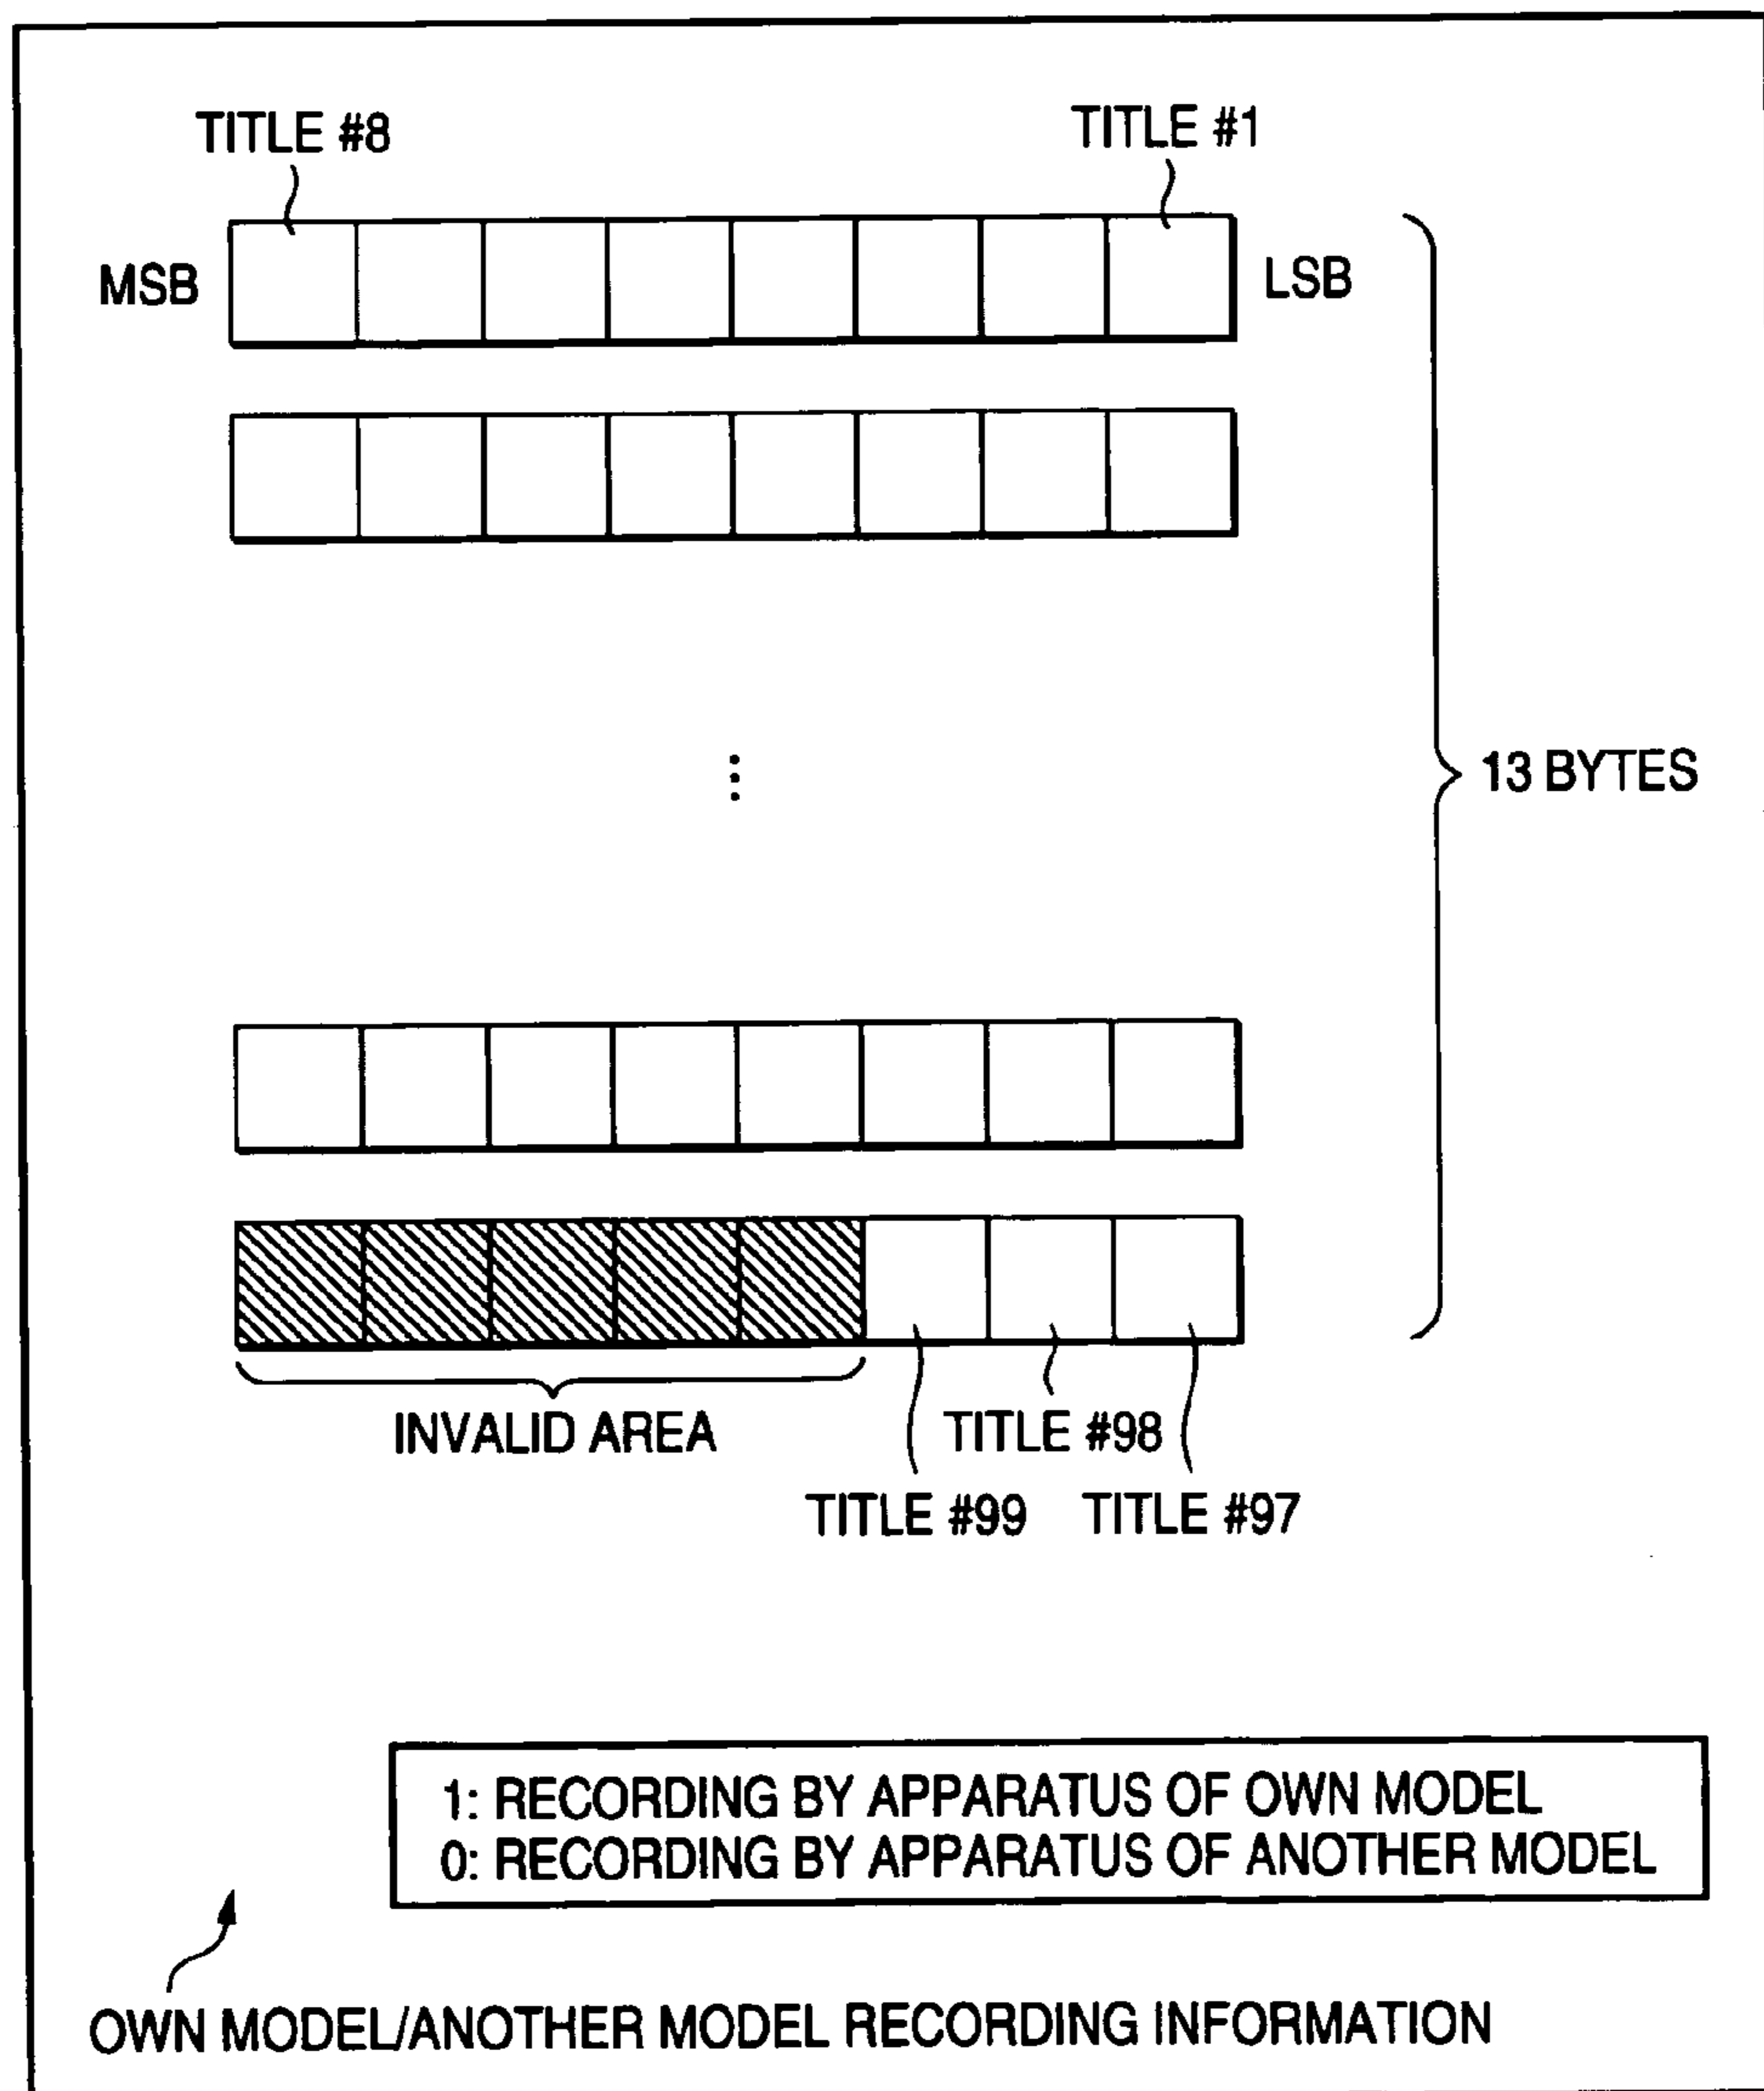 TITLE #8
TITLE #1
MSB
LSB
13 BYTES
INVALID AREA
TITLE #98
TITLE #99
TITLE #97
1: RECORDING BY APPARATUS OF OWN MODEL
0: RECORDING BY APPARATUS OF ANOTHER MODEL
OWN MODEL/ANOTHER MODEL RECORDING INFORMATION